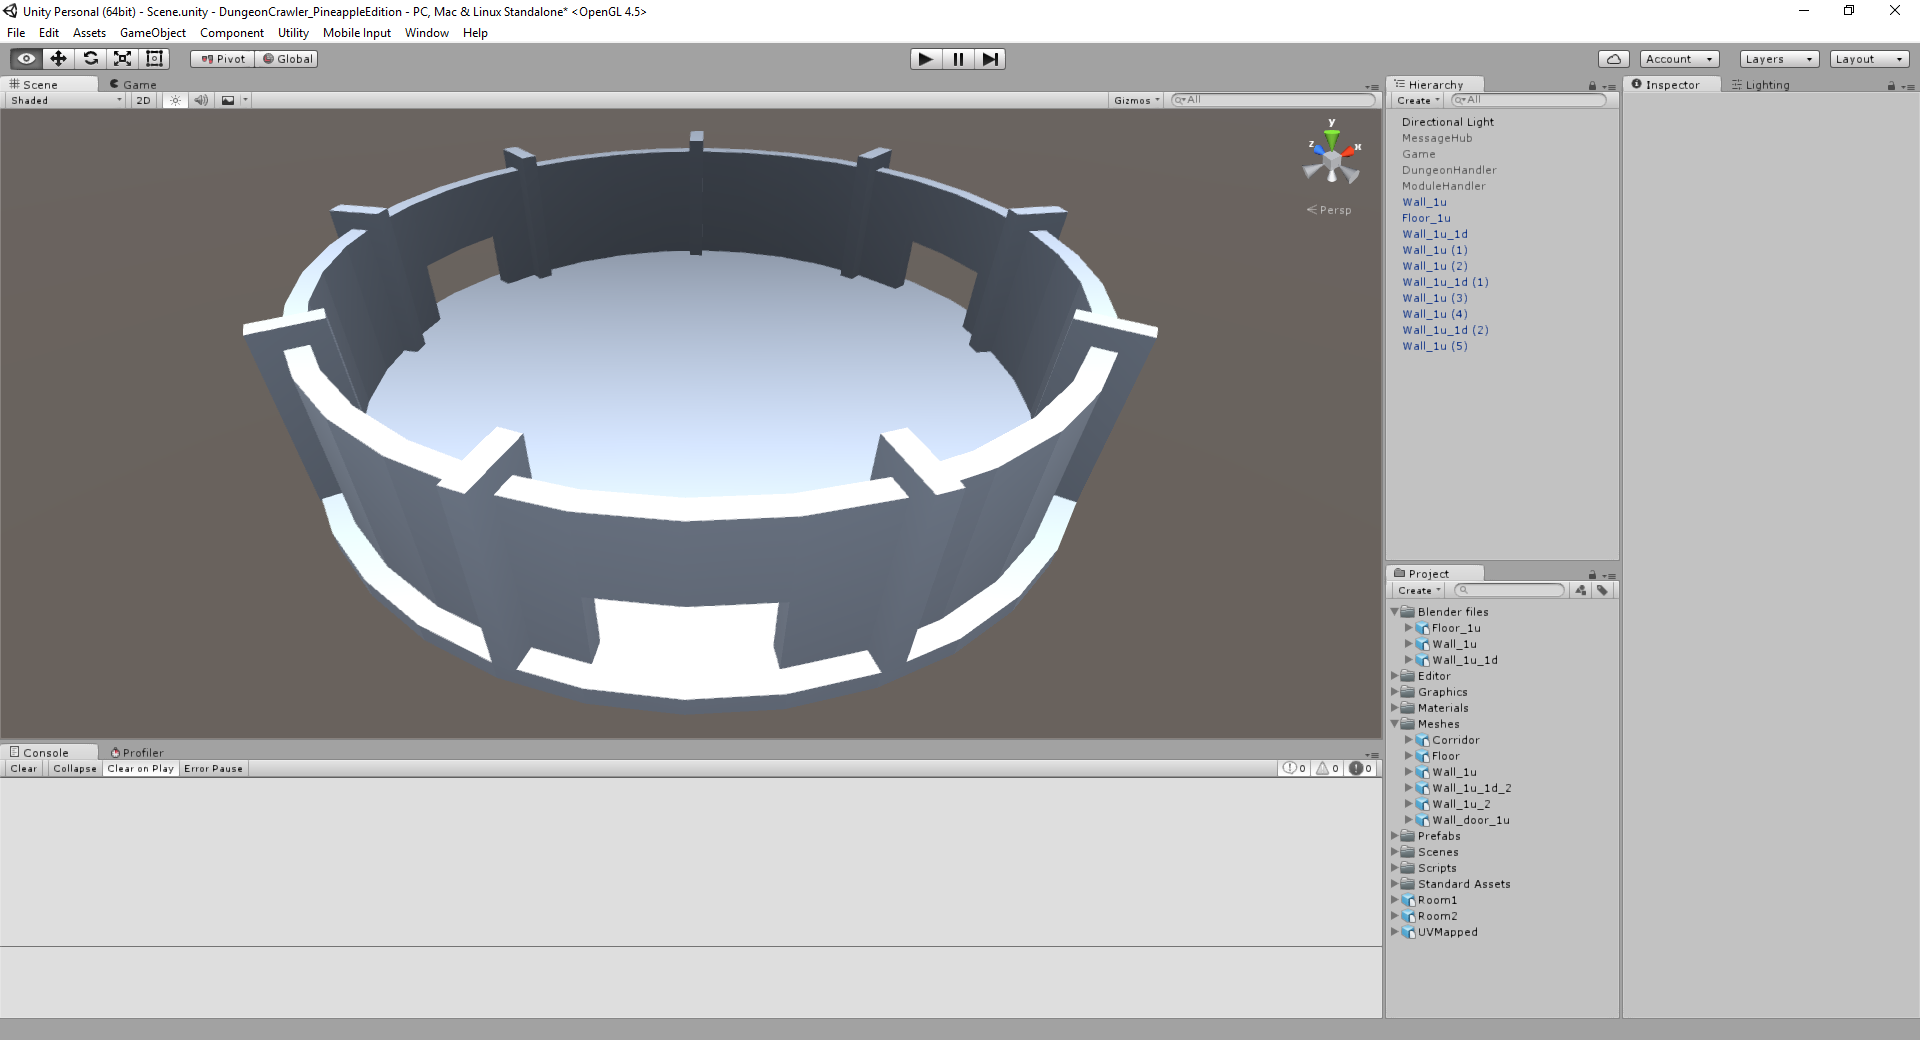 Unity Personal (64bit) - Scene.unity - DungeonCrawler_PineappleEdition - PC, Mac & Linux Standalone* <OpenGL 4.5>
File Edit Assets GameObject Component Utility Mobile Input Window Help
Pivot Global Account Layers Layout
Scene Game
Shaded 2D Gizmos All
y
z x
Persp
Hierarchy
Create All
Directional Light
MessageHub
Game
DungeonHandler
ModuleHandler
Wall_1u
Floor_1u
Wall_1u_1d
Wall_1u (1)
Wall_1u (2)
Wall_1u_1d (1)
Wall_1u (3)
Wall_1u (4)
Wall_1u_1d (2)
Wall_1u (5)
Inspector Lighting
Project
Create
Blender files
Floor_1u
Wall_1u
Wall_1u_1d
Editor
Graphics
Materials
Meshes
Corridor
Floor
Wall_1u
Wall_1u_1d_2
Wall_1u_2
Wall_door_1u
Prefabs
Scenes
Scripts
Standard Assets
Room1
Room2
UVMapped
Console Profiler
Clear Collapse Clear on Play Error Pause 0 0 0